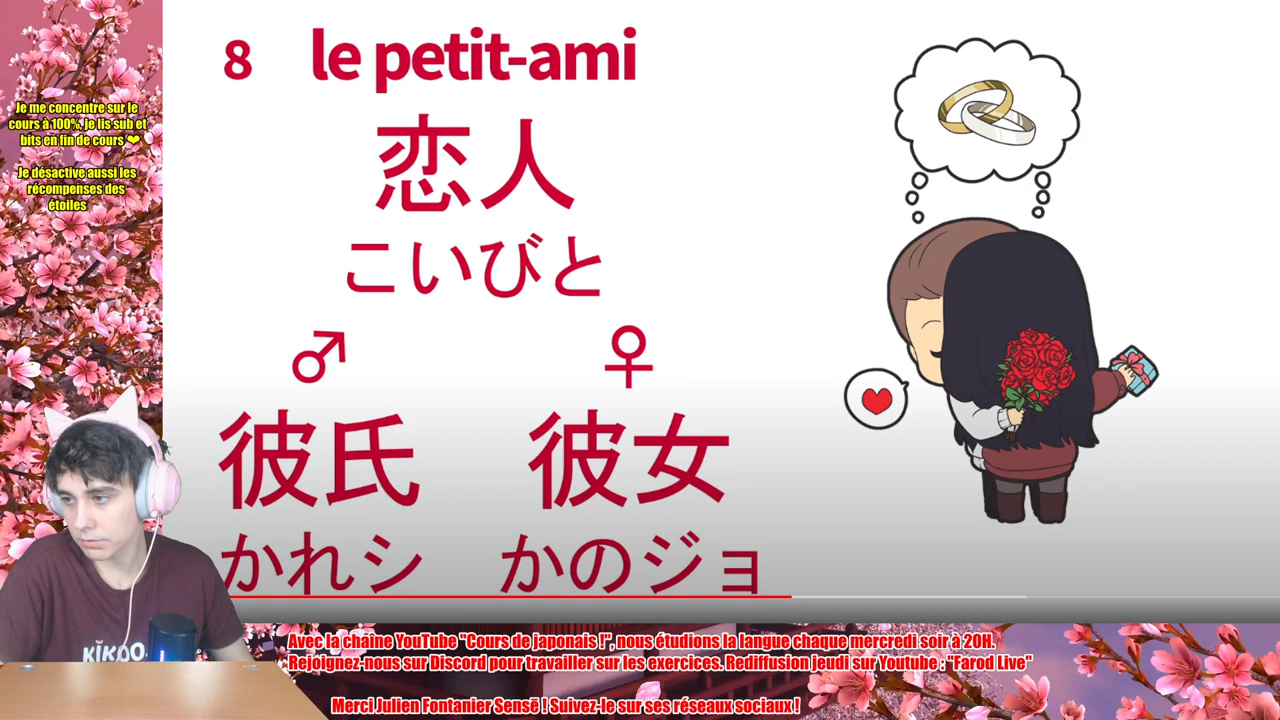 8 le petit-ami
恋人
こいびと
♂ ♀
彼氏 彼女
かれシ かのジョ
Je me concentre sur le
cours à 100%, je lis sub et
bits en fin de cours ❤
Je désactive aussi les
récompenses des
étoiles
KIKOO
Avec la chaîne YouTube "Cours de japonais !", nous étudions la langue chaque mercredi soir à 20H.
Rejoignez-nous sur Discord pour travailler sur les exercices. Rediffusion jeudi sur Youtube : "Farod Live"
Merci Julien Fontanier Sensē ! Suivez-le sur ses réseaux sociaux !